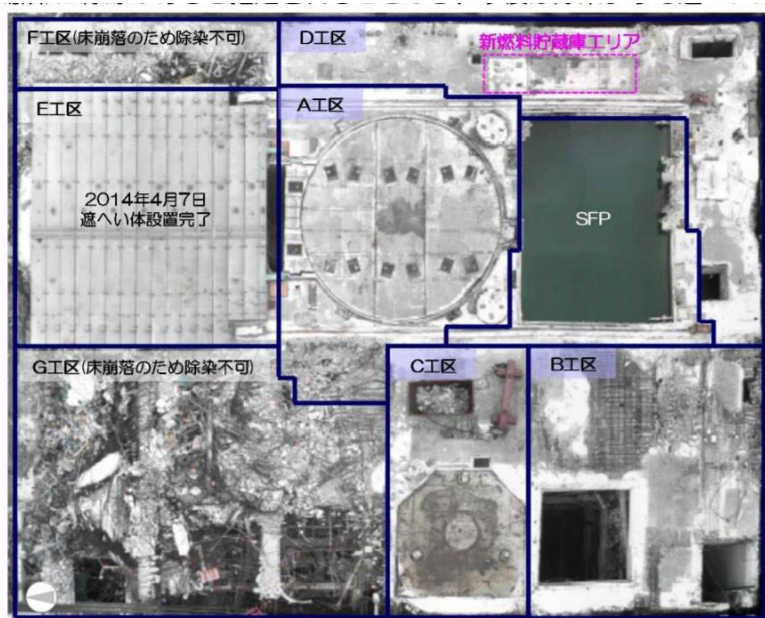 F工区(床崩落のため除染不可)
D工区
新燃料貯蔵庫エリア
E工区
A工区
2014年4月7日
遮へい体設置完了
SFP
G工区(床崩落のため除染不可)
C工区
B工区